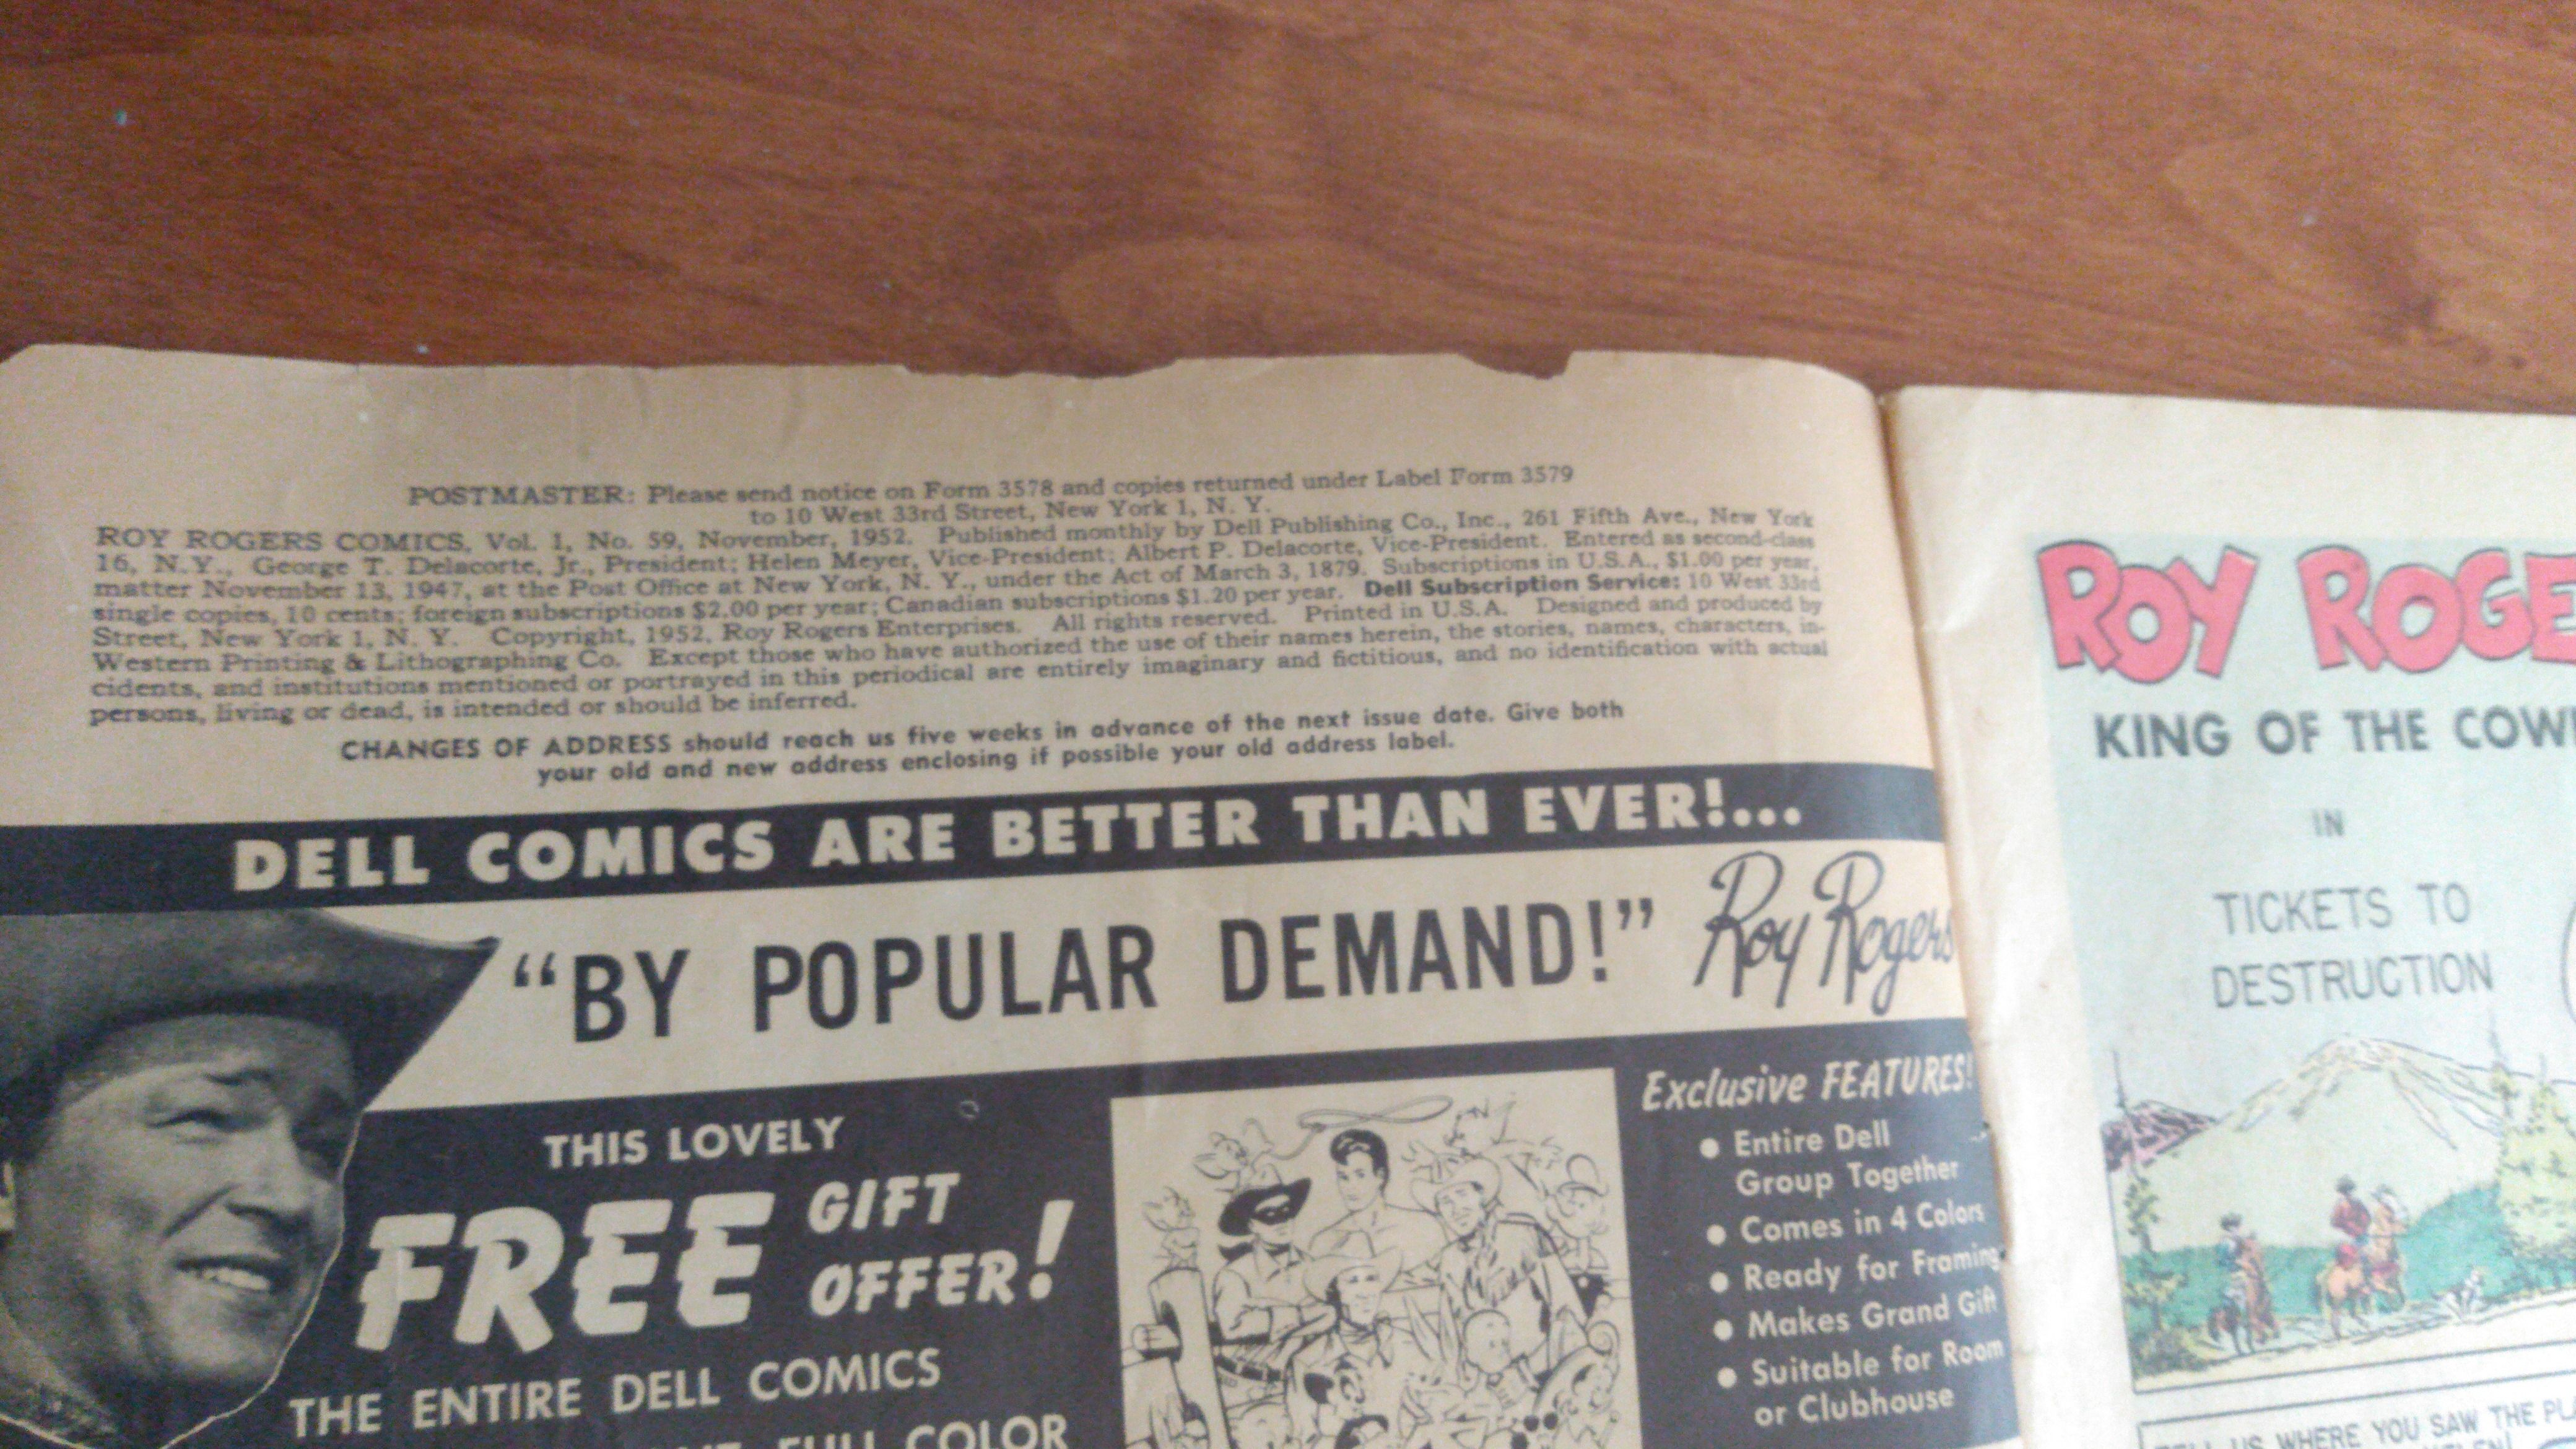 POSTMASTER: Please send notice on Form 3578 and copies returned under Label Form 3579
to 10 West 33rd Street, New York 1, N. Y.
ROY ROGERS COMICS, Vol. 1, No. 59, November, 1952. Published monthly by Dell Publishing Co., Inc., 261 Fifth Ave., New York
16, N.Y., George T. Delacorte, Jr., President; Helen Meyer, Vice-President; Albert P. Delacorte, Vice-President. Entered as second-class
matter November 13, 1947, at the Post Office at New York, N. Y., under the Act of March 3, 1879. Subscriptions in U.S.A., $1.00 per year,
single copies, 10 cents; foreign subscriptions $2.00 per year; Canadian subscriptions $1.20 per year. Dell Subscription Service: 10 West 33rd
Street, New York 1, N. Y. Copyright, 1952, Roy Rogers Enterprises. All rights reserved. Printed in U.S.A. Designed and produced by
Western Printing & Lithographing Co. Except those who have authorized the use of their names herein, the stories, names, characters, in-
cidents, and institutions mentioned or portrayed in this periodical are entirely imaginary and fictitious, and no identification with actual
persons, living or dead, is intended or should be inferred.
CHANGES OF ADDRESS should reach us five weeks in advance of the next issue date. Give both
your old and new address enclosing if possible your old address label.
DELL COMICS ARE BETTER THAN EVER!...
"BY POPULAR DEMAND!" Roy Rogers
THIS LOVELY
FREE GIFT
OFFER!
THE ENTIRE DELL COMICS
FULL COLOR
Exclusive FEATURES!
• Entire Dell
Group Together
• Comes in 4 Colors
• Ready for Framing
• Makes Grand Gift
• Suitable for Room
or Clubhouse
ROY ROGE
KING OF THE COW
IN
TICKETS TO
DESTRUCTION
US WHERE YOU SAW THE